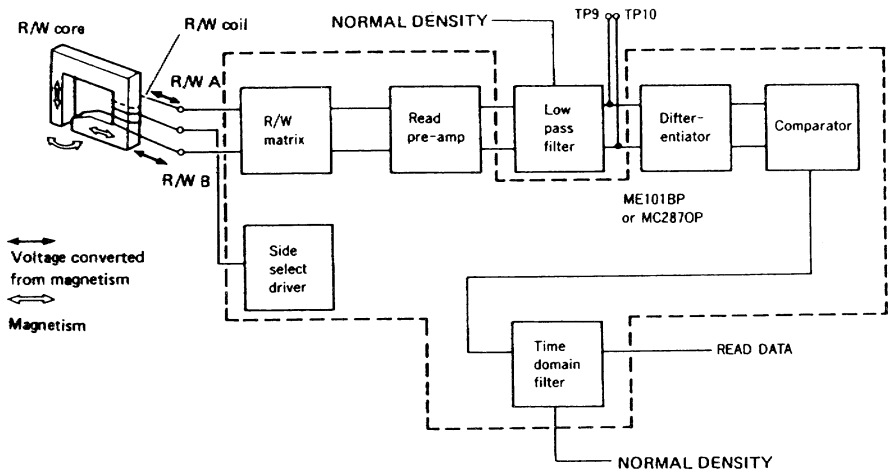 R/W core
R/W coil
NORMAL DENSITY
TP9
TP10
R/W A
R/W B
R/W
matrix
Read
pre-amp
Low
pass
filter
Differ-
entiator
Comparator
ME101BP
or MC2870P
Side
select
driver
Voltage converted
from magnetism
Magnetism
Time
domain
filter
READ DATA
NORMAL DENSITY